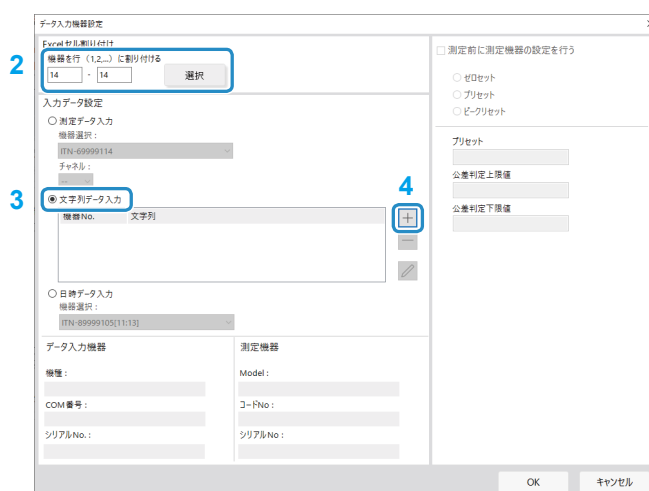 データ入力機器設定
Excelセル割り付け
2
機器を行（1,2,...）に割り付ける
14 - 14 選択
入力データ設定
測定データ入力
機器選択：
ITN-69999114
チャネル：
--
3
文字列データ入力
4
機器No. 文字列
日時データ入力
機器選択：
ITN-89999105[11:13]
データ入力機器
機種：
COM番号：
シリアルNo.：
測定機器
Model：
コードNo：
シリアルNo：
測定前に測定機器の設定を行う
ゼロセット
プリセット
ピークリセット
プリセット
公差判定上限値
公差判定下限値
OK キャンセル